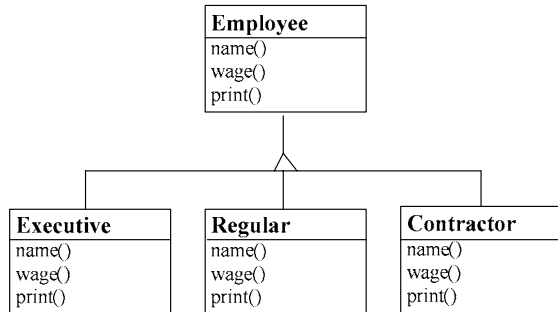 Employee
name()
wage()
print()
Executive
name()
wage()
print()
Regular
name()
wage()
print()
Contractor
name()
wage()
print()